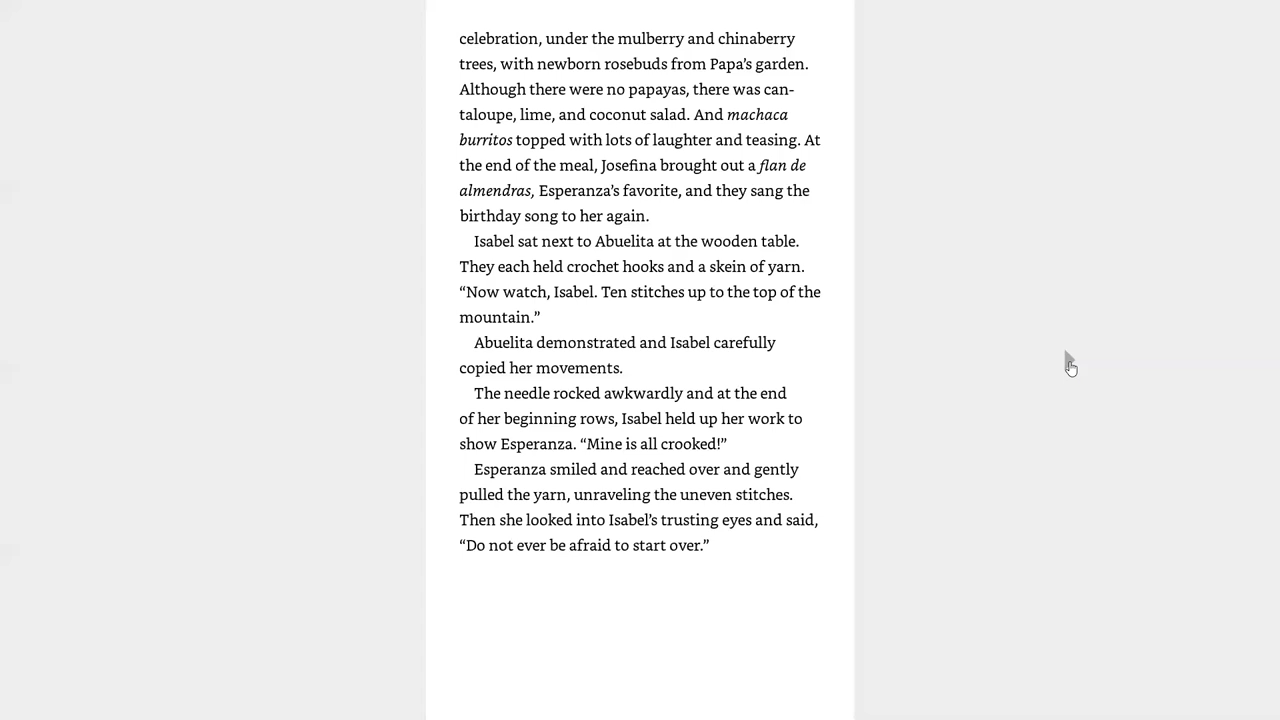 celebration, under the mulberry and chinaberry
trees, with newborn rosebuds from Papa’s garden.
Although there were no papayas, there was can-
taloupe, lime, and coconut salad. And machaca
burritos topped with lots of laughter and teasing. At
the end of the meal, Josefina brought out a flan de
almendras, Esperanza’s favorite, and they sang the
birthday song to her again.
Isabel sat next to Abuelita at the wooden table.
They each held crochet hooks and a skein of yarn.
“Now watch, Isabel. Ten stitches up to the top of the
mountain.”
Abuelita demonstrated and Isabel carefully
copied her movements.
The needle rocked awkwardly and at the end
of her beginning rows, Isabel held up her work to
show Esperanza. “Mine is all crooked!”
Esperanza smiled and reached over and gently
pulled the yarn, unraveling the uneven stitches.
Then she looked into Isabel’s trusting eyes and said,
“Do not ever be afraid to start over.”